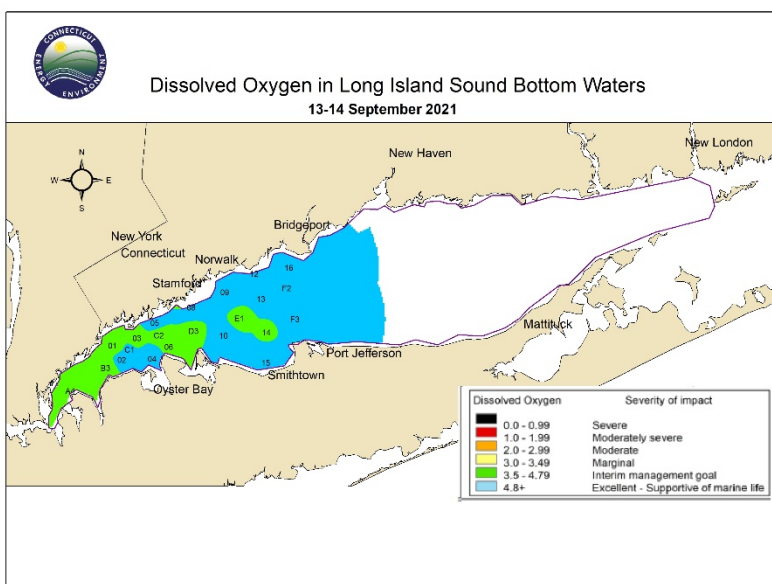 CONNECTICUT
ENERGY
ENVIRONMENT
Dissolved Oxygen in Long Island Sound Bottom Waters
13-14 September 2021
N
W E
S
New London
New Haven
Bridgeport
New York
Connecticut
Norwalk
Stamford
16
12
F2
09
13
08
E1
F3
05
D3
14
03
C2
10
01
C1
06
02
04
15
B3
Mattituck
Port Jefferson
Smithtown
Oyster Bay
Dissolved Oxygen Severity of impact
0.0 - 0.99 Severe
1.0 - 1.99 Moderately severe
2.0 - 2.99 Moderate
3.0 - 3.49 Marginal
3.5 - 4.79 Interim management goal
4.8+ Excellent - Supportive of marine life